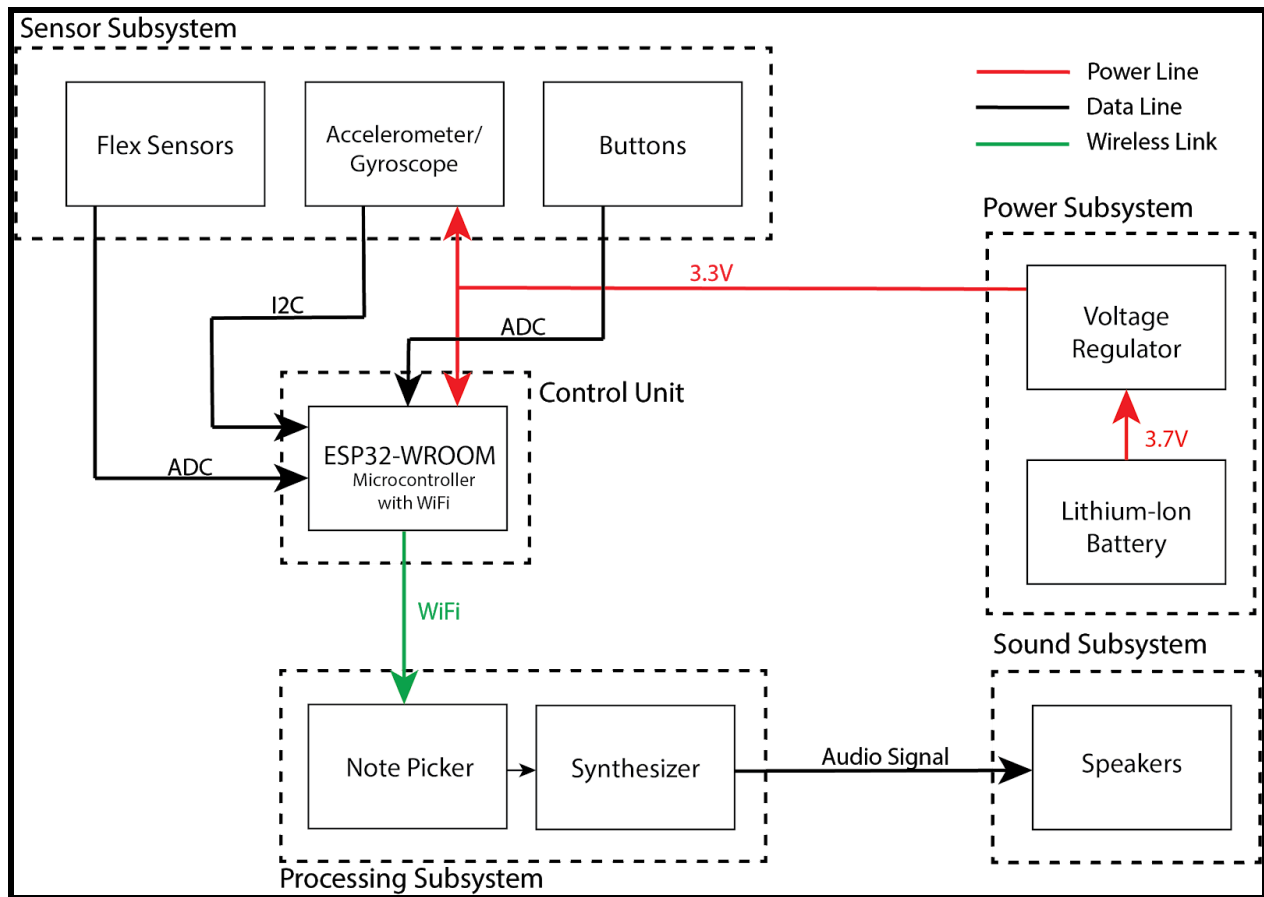 Sensor Subsystem
Flex Sensors
Accelerometer/
Gyroscope
Buttons
Power Line
Data Line
Wireless Link
Power Subsystem
3.3V
Voltage
Regulator
3.7V
Lithium-Ion
Battery
I2C
ADC
Control Unit
ADC
ESP32-WROOM
Microcontroller
with WiFi
WiFi
Sound Subsystem
Note Picker
Synthesizer
Audio Signal
Speakers
Processing Subsystem